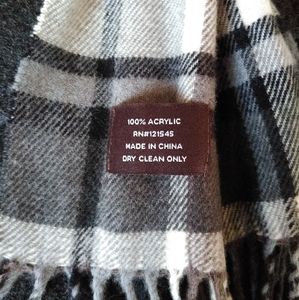 100% ACRYLIC
RN#121545
MADE IN CHINA
DRY CLEAN ONLY